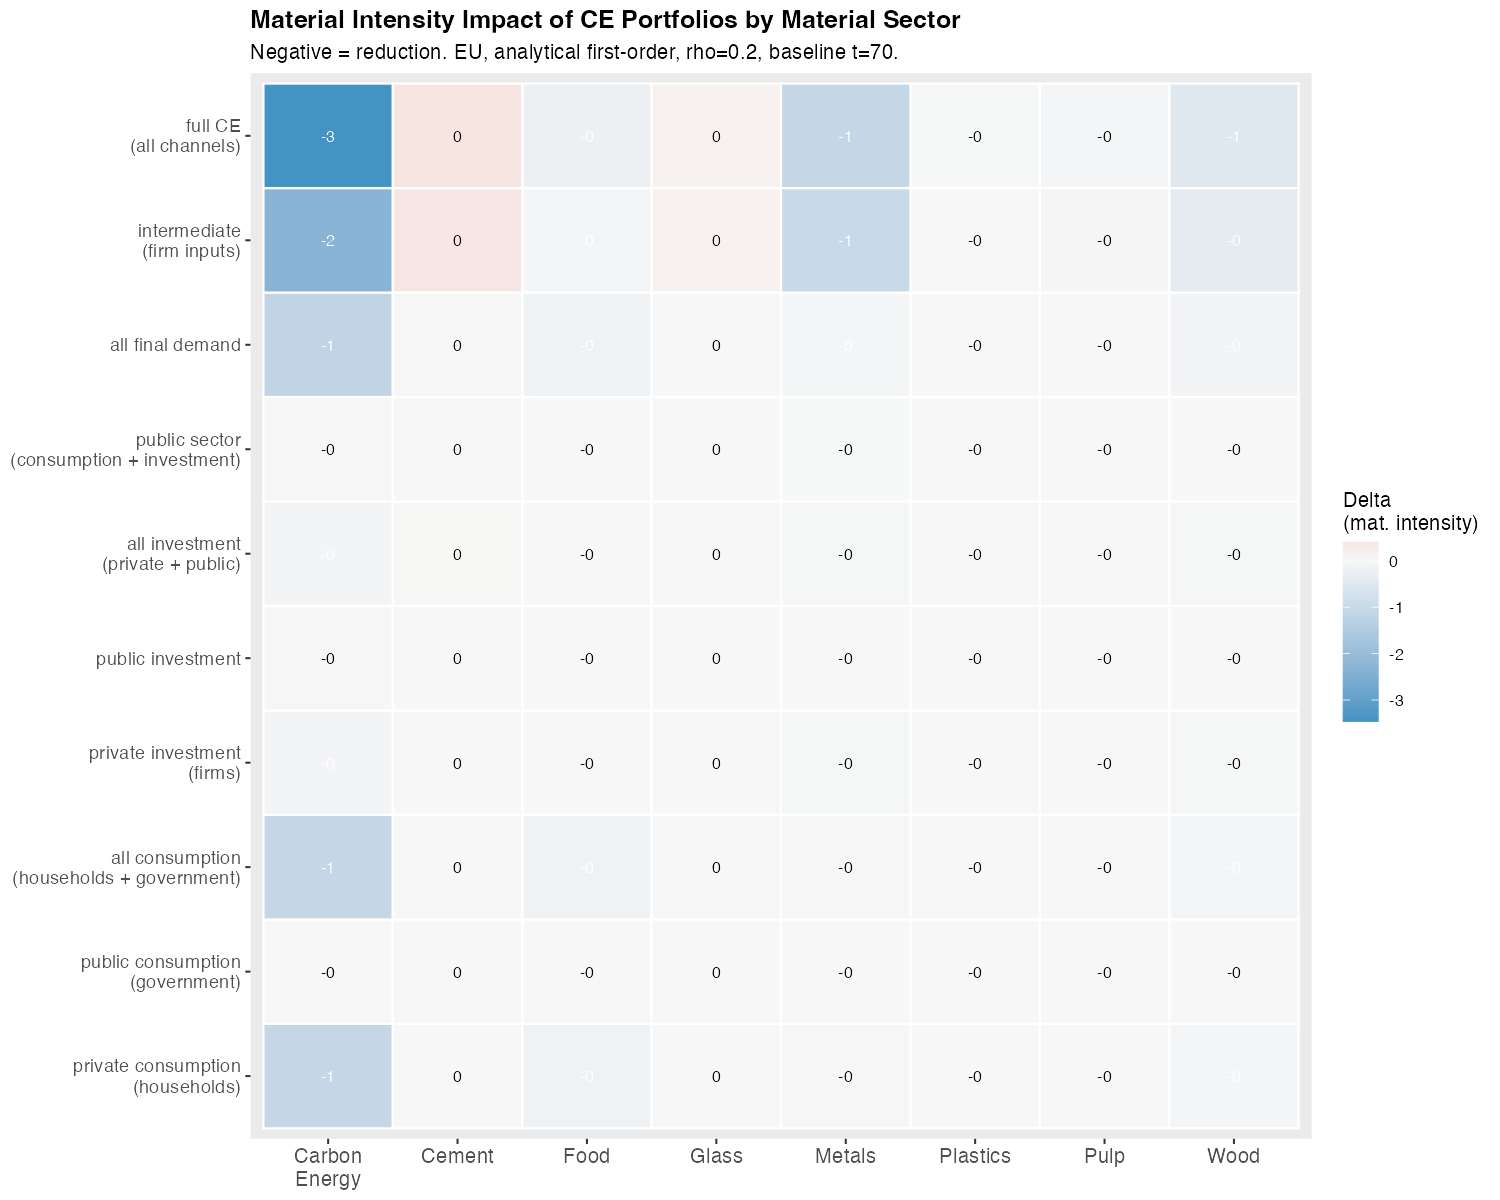 Material Intensity Impact of CE Portfolios by Material Sector
Negative = reduction. EU, analytical first-order, rho=0.2, baseline t=70.
full CE
(all channels)
-3 0 -0 0 -1 -0 -0 -1
intermediate
(firm inputs)
-2 0 -0 0 -1 -0 -0 -0
all final demand
-1 0 -0 0 -0 -0 -0 -0
public sector
(consumption + investment)
-0 0 -0 0 -0 -0 -0 -0
all investment
(private + public)
-0 0 -0 0 -0 -0 -0 -0
public investment
-0 0 -0 0 -0 -0 -0 -0
private investment
(firms)
-0 0 -0 0 -0 -0 -0 -0
all consumption
(households + government)
-1 0 -0 0 -0 -0 -0 -0
public consumption
(government)
-0 0 -0 0 -0 -0 -0 -0
private consumption
(households)
-1 0 -0 0 -0 -0 -0 -0
Carbon
Energy
Cement
Food
Glass
Metals
Plastics
Pulp
Wood
Delta
(mat. intensity)
0
-1
-2
-3